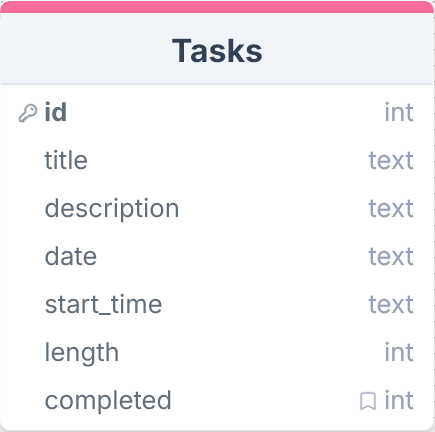 Tasks
id int
title text
description text
date text
start_time text
length int
completed int